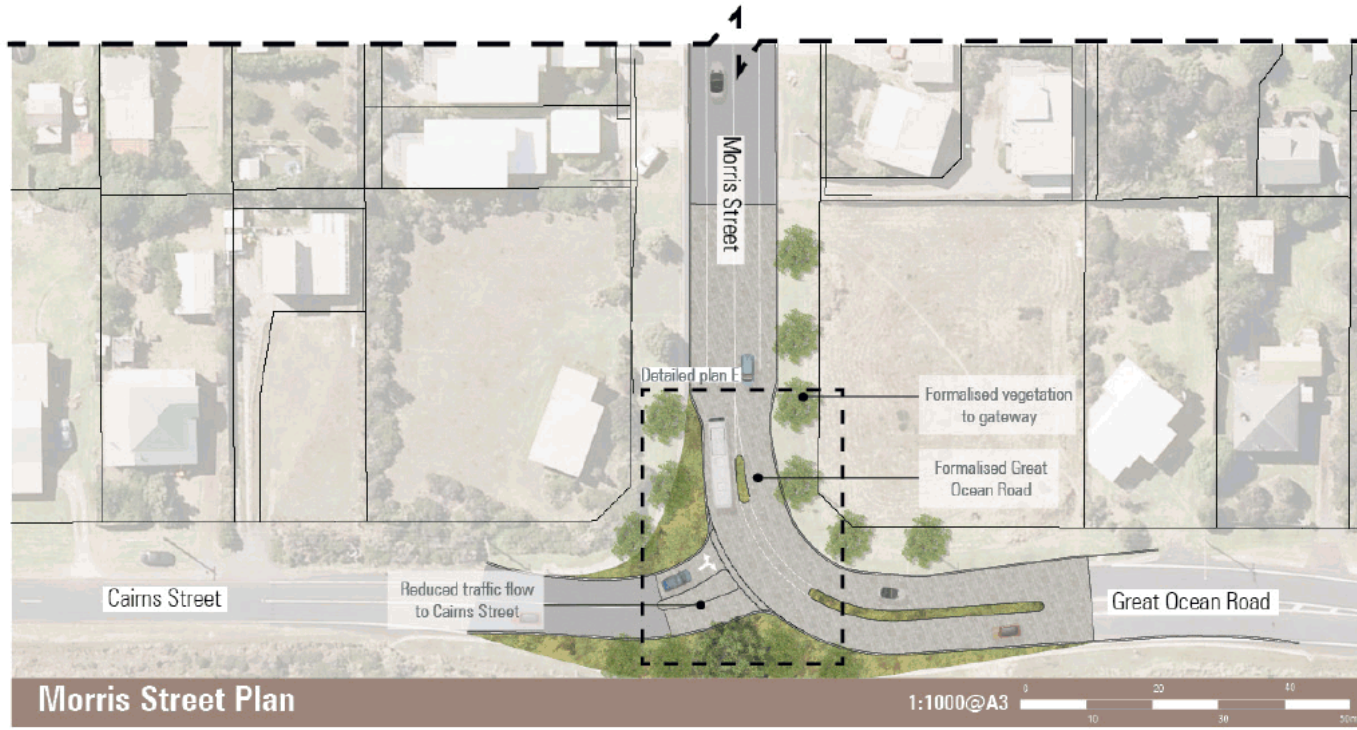 Morris Street
Detailed plan E
Formalised vegetation
to gateway
Formalised Great
Ocean Road
Reduced traffic flow
to Cairns Street
Cairns Street
Great Ocean Road
Morris Street Plan
1:1000@A3
0 20 40
10 30 50m